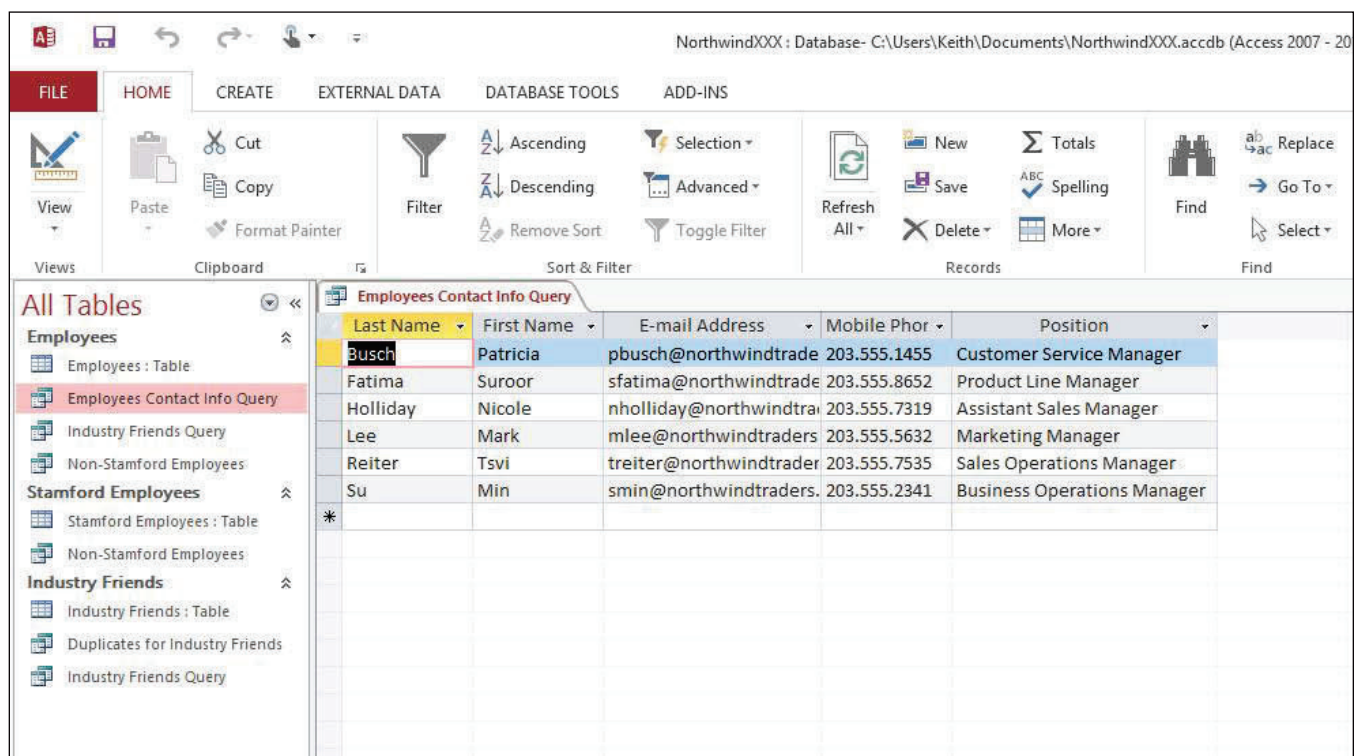 NorthwindXXX : Database- C:\Users\Keith\Documents\NorthwindXXX.accdb (Access 2007 - 20
FILE HOME CREATE EXTERNAL DATA DATABASE TOOLS ADD-INS
View
Views
Paste
Cut
Copy
Format Painter
Clipboard
Filter
Ascending
Descending
Remove Sort
Selection
Advanced
Toggle Filter
Sort & Filter
Refresh
All
New
Save
Delete
Totals
Spelling
More
Records
Find
Replace
Go To
Select
Find
All Tables
Employees
Employees : Table
Employees Contact Info Query
Industry Friends Query
Non-Stamford Employees
Stamford Employees
Stamford Employees : Table
Non-Stamford Employees
Industry Friends
Industry Friends : Table
Duplicates for Industry Friends
Industry Friends Query
Employees Contact Info Query
Last Name First Name E-mail Address Mobile Phor Position
Busch Patricia pbusch@northwindtrade 203.555.1455 Customer Service Manager
Fatima Suroor sfatima@northwindtrade 203.555.8652 Product Line Manager
Holliday Nicole nholliday@northwindtra 203.555.7319 Assistant Sales Manager
Lee Mark mlee@northwindtraders 203.555.5632 Marketing Manager
Reiter Tsvi treiter@northwindtrader 203.555.7535 Sales Operations Manager
Su Min smin@northwindtraders. 203.555.2341 Business Operations Manager